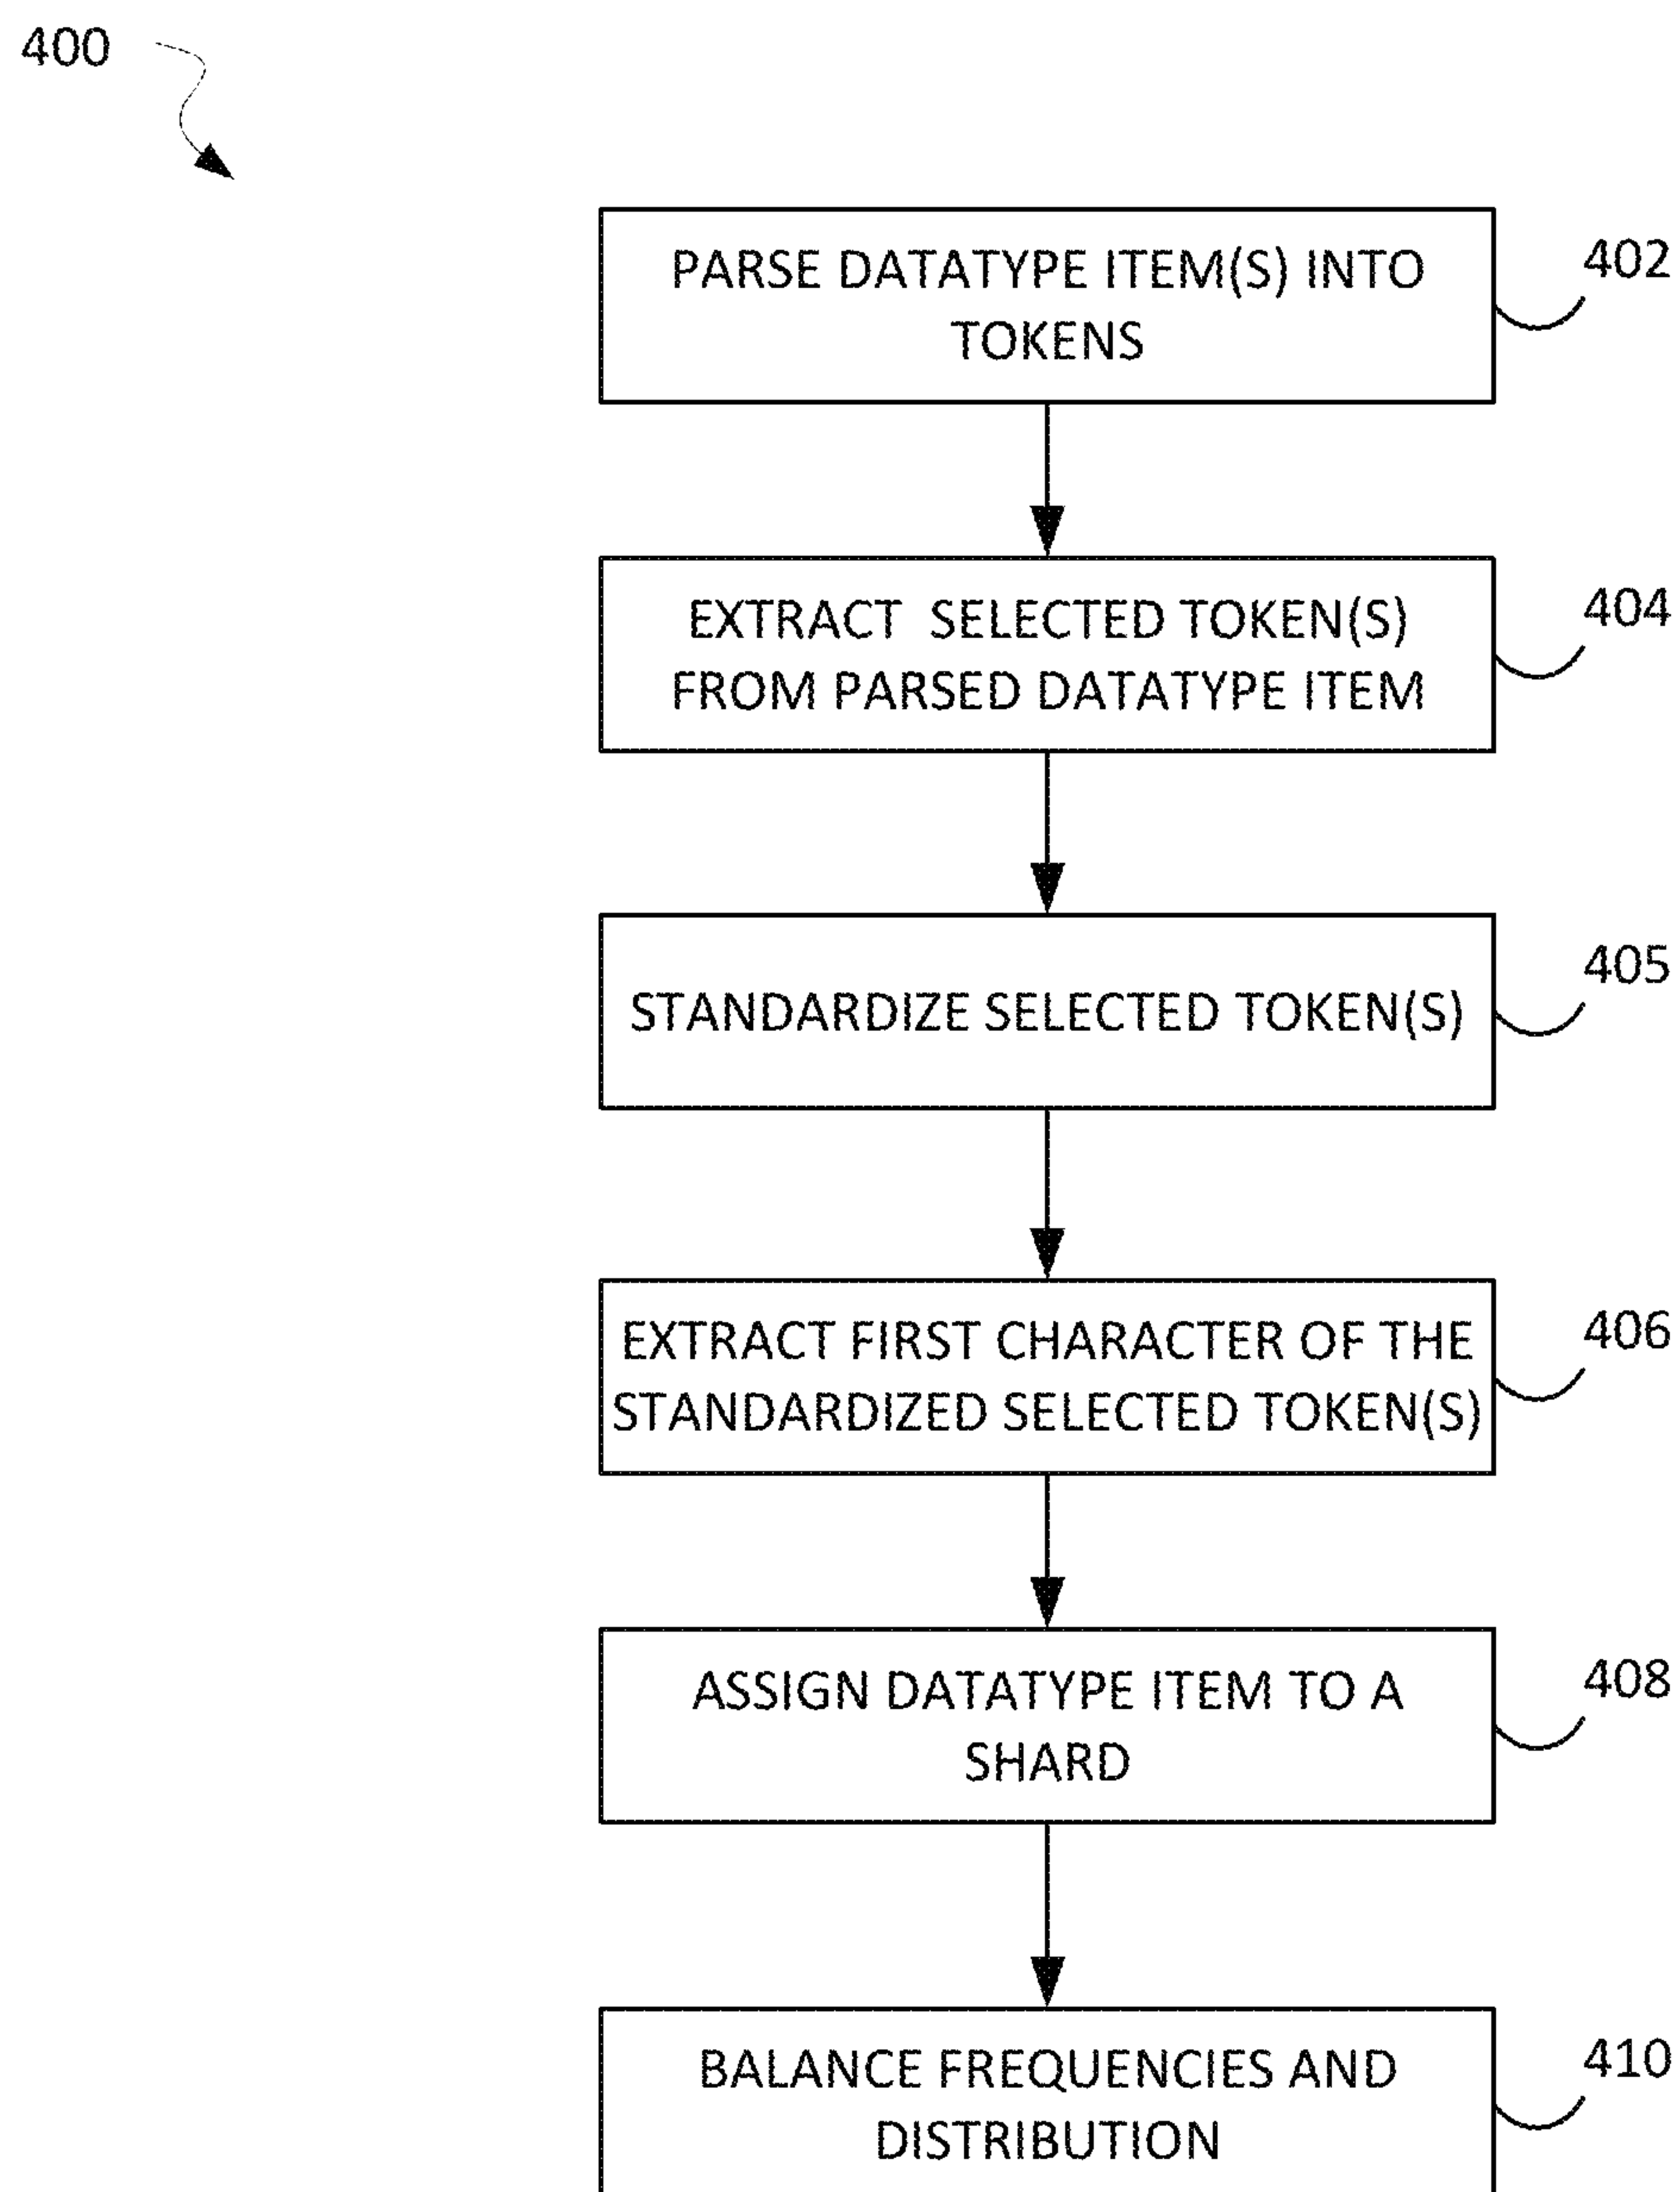 400
PARSE DATATYPE ITEM(S) INTO
TOKENS
402
EXTRACT SELECTED TOKEN(S)
FROM PARSED DATATYPE ITEM
404
STANDARDIZE SELECTED TOKEN(S)
405
EXTRACT FIRST CHARACTER OF THE
STANDARDIZED SELECTED TOKEN(S)
406
ASSIGN DATATYPE ITEM TO A
SHARD
408
BALANCE FREQUENCIES AND
DISTRIBUTION
410